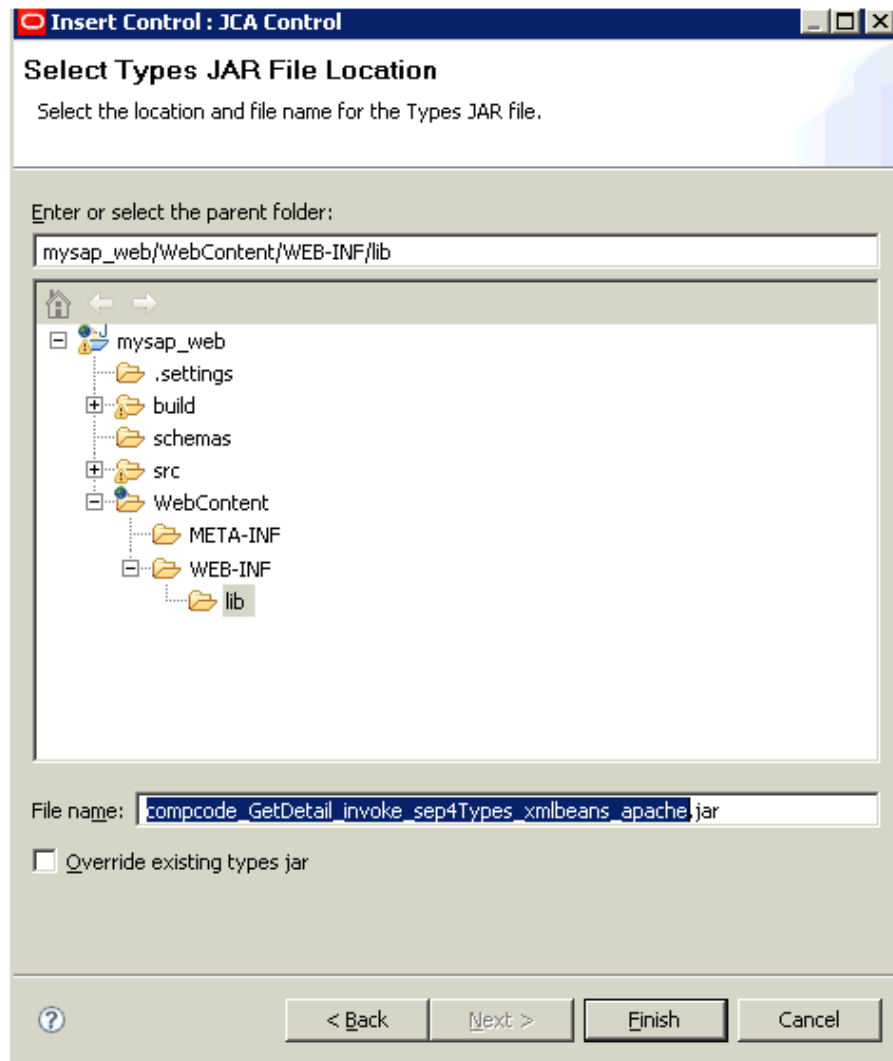 Insert Control : JCA Control
Select Types JAR File Location
Select the location and file name for the Types JAR file.
Enter or select the parent folder:
mysap_web/WebContent/WEB-INF/lib
mysap_web
.settings
build
schemas
src
WebContent
META-INF
WEB-INF
lib
File name: compcode_GetDetail_invoke_sep4Types_xmlbeans_apache.jar
Override existing types jar
< Back Next > Finish Cancel